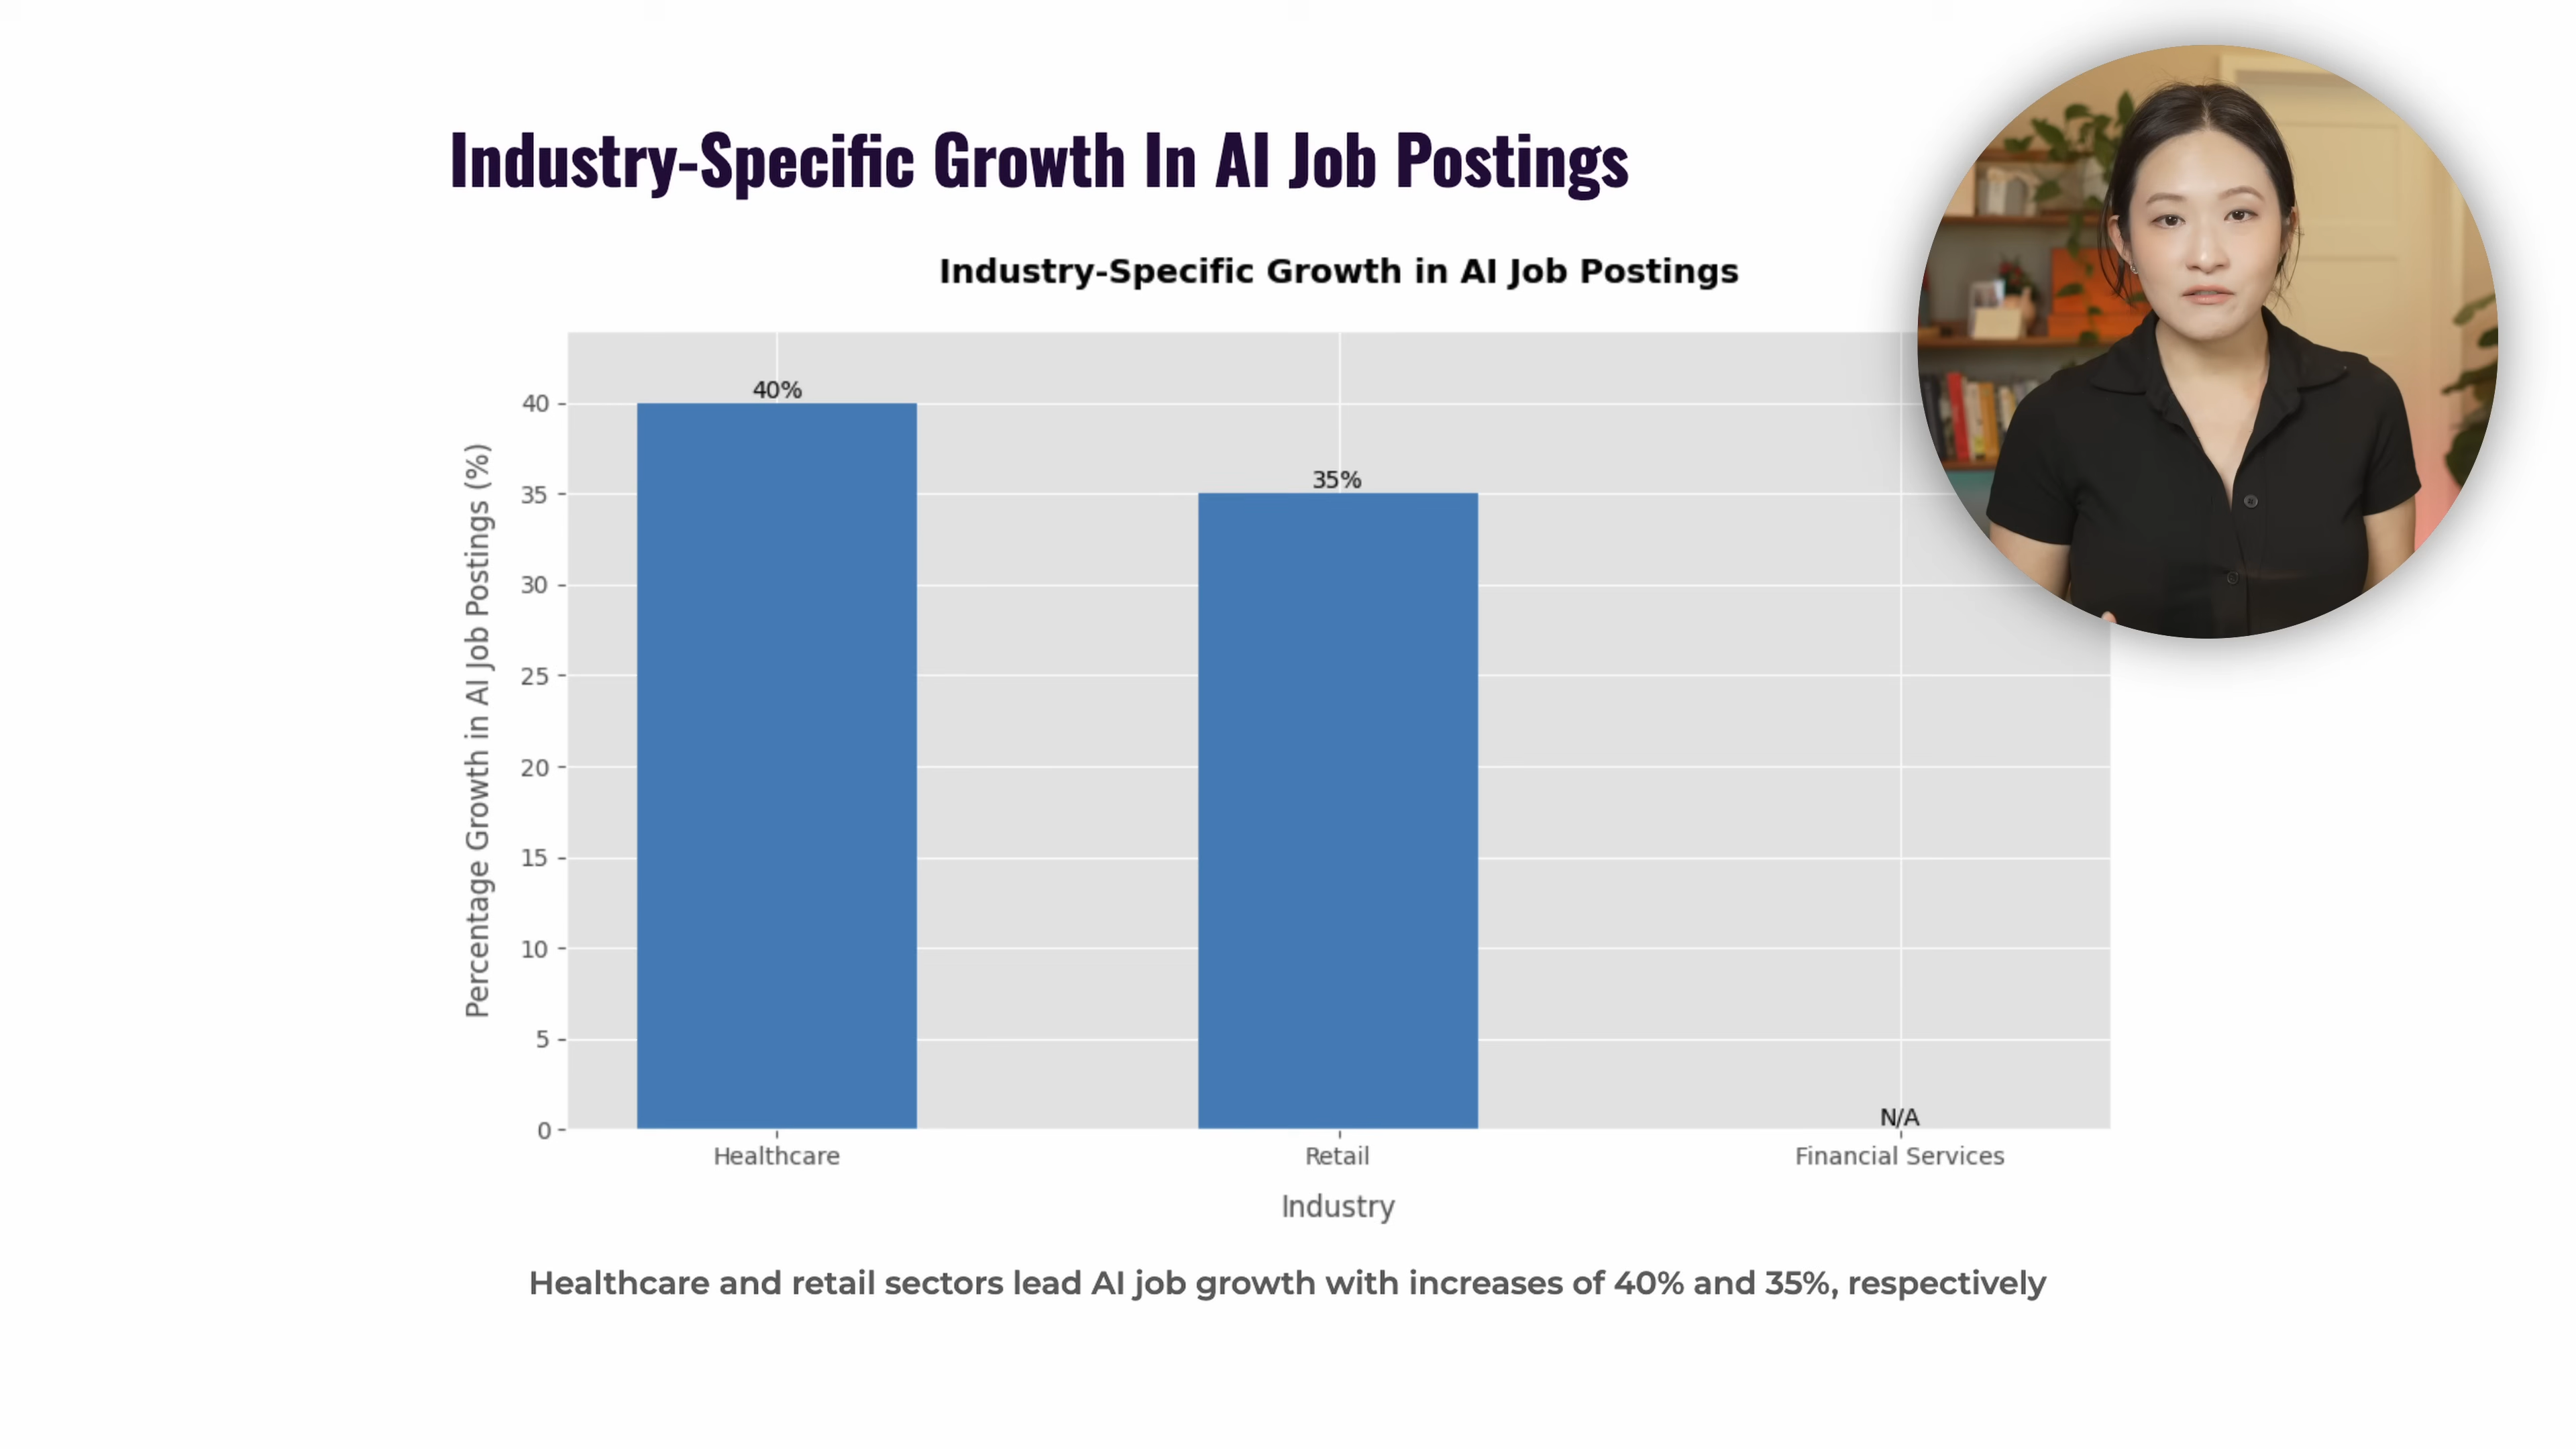 Industry-Specific Growth In AI Job Postings
Industry-Specific Growth in AI Job Postings
Percentage Growth in AI Job Postings (%)
40
35
30
25
20
15
10
5
0
40%
35%
N/A
Healthcare
Retail
Financial Services
Industry
Healthcare and retail sectors lead AI job growth with increases of 40% and 35%, respectively